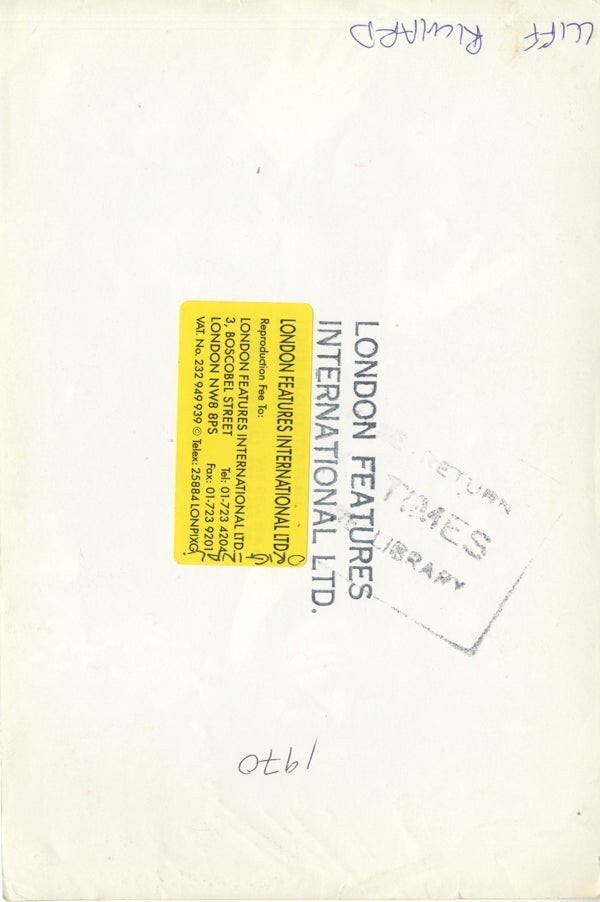 CLIFF RICHARD
LONDON FEATURES
INTERNATIONAL LTD.
RETURN
TIMES
LIBRARY
LONDON FEATURES INTERNATIONAL LTD
Reproduction Fee To:
LONDON FEATURES INTERNATIONAL LTD.
3, BOSCOBEL STREET Tel: 01-723 4204
LONDON NW8 8PS Fax: 01-723 9201
VAT. No. 232 949 939 © Telex: 25884 LONPIXG
1970